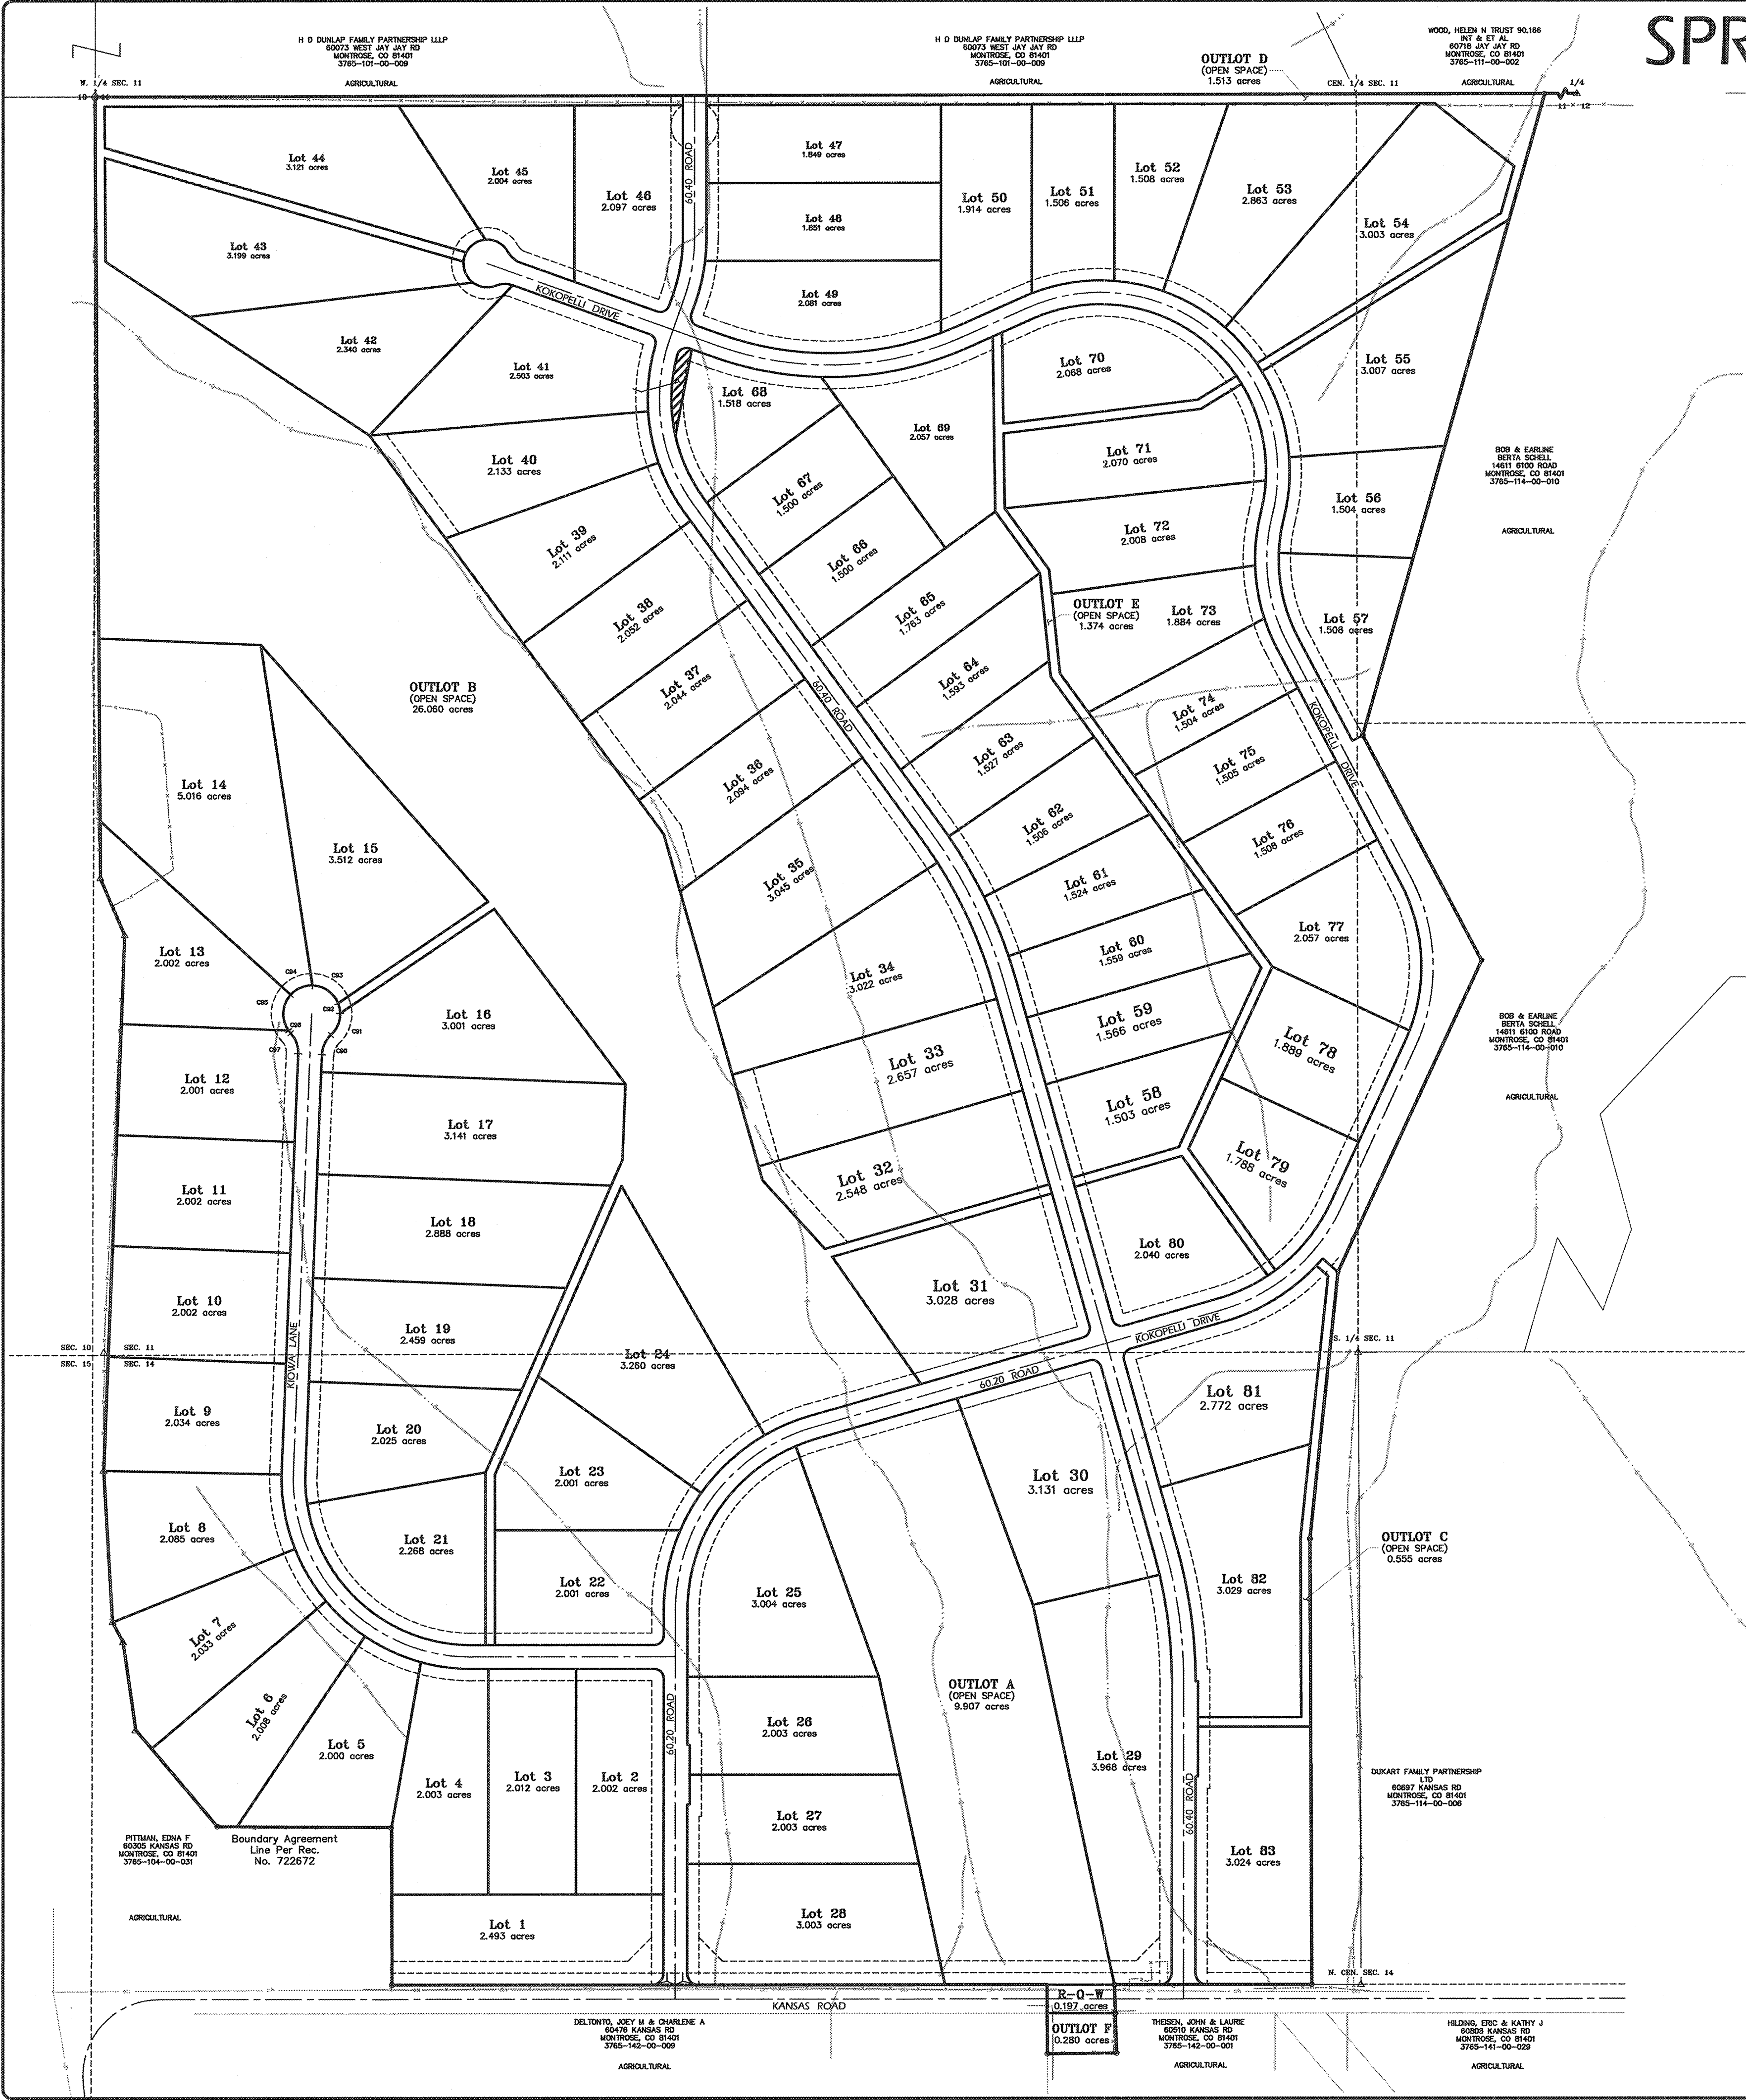 SPR
H D DUNLAP FAMILY PARTNERSHIP LLLP
60073 WEST JAY JAY RD
MONTROSE, CO 81401
3765-101-00-009
AGRICULTURAL
H D DUNLAP FAMILY PARTNERSHIP LLLP
60073 WEST JAY JAY RD
MONTROSE, CO 81401
3765-101-00-009
AGRICULTURAL
OUTLOT D
(OPEN SPACE)
1.513 acres
WOOD, HELEN N TRUST 90.166
INT & ET AL
60718 JAY JAY RD
MONTROSE, CO 81401
3765-111-00-002
AGRICULTURAL
W. 1/4 SEC. 11
10
CEN. 1/4 SEC. 11
1/4
11
12
Lot 44
3.121 acres
Lot 45
2.004 acres
Lot 46
2.097 acres
60.40 ROAD
Lot 47
1.849 acres
Lot 48
1.851 acres
Lot 49
2.081 acres
Lot 50
1.914 acres
Lot 51
1.506 acres
Lot 52
1.508 acres
Lot 53
2.863 acres
Lot 54
3.003 acres
Lot 43
3.199 acres
KOKOPELLI DRIVE
Lot 42
2.340 acres
Lot 41
2.503 acres
Lot 68
1.518 acres
Lot 70
2.068 acres
Lot 55
3.007 acres
Lot 40
2.133 acres
Lot 69
2.057 acres
Lot 71
2.070 acres
BOB & EARLINE
BERTA SCHELL
14611 6100 ROAD
MONTROSE, CO 81401
3765-114-00-010
AGRICULTURAL
Lot 67
1.500 acres
Lot 56
1.504 acres
Lot 39
2.111 acres
Lot 66
1.500 acres
Lot 72
2.008 acres
Lot 38
2.052 acres
Lot 65
1.763 acres
OUTLOT E
(OPEN SPACE)
1.374 acres
Lot 73
1.884 acres
Lot 57
1.508 acres
OUTLOT B
(OPEN SPACE)
26.060 acres
Lot 37
2.044 acres
60.40 ROAD
Lot 64
1.593 acres
Lot 74
1.504 acres
KOKOPELLI DRIVE
Lot 36
2.094 acres
Lot 63
1.527 acres
Lot 75
1.505 acres
Lot 14
5.016 acres
Lot 62
1.506 acres
Lot 76
1.508 acres
Lot 15
3.512 acres
Lot 35
3.045 acres
Lot 61
1.524 acres
Lot 77
2.057 acres
Lot 13
2.002 acres
Lot 34
3.022 acres
Lot 60
1.559 acres
C94
C93
C95
C92
C98
C91
C97
C90
Lot 16
3.001 acres
Lot 59
1.566 acres
Lot 78
1.889 acres
BOB & EARLINE
BERTA SCHELL
14611 6100 ROAD
MONTROSE, CO 81401
3765-114-00-010
AGRICULTURAL
Lot 33
2.657 acres
Lot 12
2.001 acres
Lot 58
1.503 acres
Lot 17
3.141 acres
Lot 79
1.788 acres
Lot 32
2.548 acres
Lot 11
2.002 acres
Lot 18
2.888 acres
Lot 80
2.040 acres
Lot 31
3.028 acres
Lot 10
2.002 acres
KIOWA LANE
Lot 19
2.459 acres
KOKOPELLI DRIVE
S. 1/4 SEC. 11
SEC. 10
SEC. 11
SEC. 15
SEC. 14
Lot 24
3.260 acres
60.20 ROAD
Lot 81
2.772 acres
Lot 9
2.034 acres
Lot 20
2.025 acres
Lot 23
2.001 acres
Lot 30
3.131 acres
Lot 8
2.085 acres
Lot 21
2.268 acres
OUTLOT C
(OPEN SPACE)
0.555 acres
Lot 22
2.001 acres
Lot 25
3.004 acres
Lot 82
3.029 acres
Lot 7
2.033 acres
Lot 6
2.008 acres
OUTLOT A
(OPEN SPACE)
9.907 acres
60.20 ROAD
Lot 26
2.003 acres
Lot 5
2.000 acres
Lot 4
2.003 acres
Lot 3
2.012 acres
Lot 2
2.002 acres
Lot 29
3.968 acres
60.40 ROAD
DUKART FAMILY PARTNERSHIP
LTD
60697 KANSAS RD
MONTROSE, CO 81401
3765-114-00-006
Lot 27
2.003 acres
PITTMAN, EDNA F
60305 KANSAS RD
MONTROSE, CO 81401
3765-104-00-031
AGRICULTURAL
Boundary Agreement
Line Per Rec.
No. 722672
Lot 83
3.024 acres
Lot 1
2.493 acres
Lot 28
3.003 acres
N. CEN. SEC. 14
KANSAS ROAD
R-O-W
0.197 acres
OUTLOT F
0.280 acres
DELTONTO, JOEY M & CHARLENE A
60476 KANSAS RD
MONTROSE, CO 81401
3765-142-00-009
AGRICULTURAL
THEISEN, JOHN & LAURIE
60510 KANSAS RD
MONTROSE, CO 81401
3765-142-00-001
AGRICULTURAL
HILDING, ERIC & KATHY J
60808 KANSAS RD
MONTROSE, CO 81401
3765-141-00-029
AGRICULTURAL